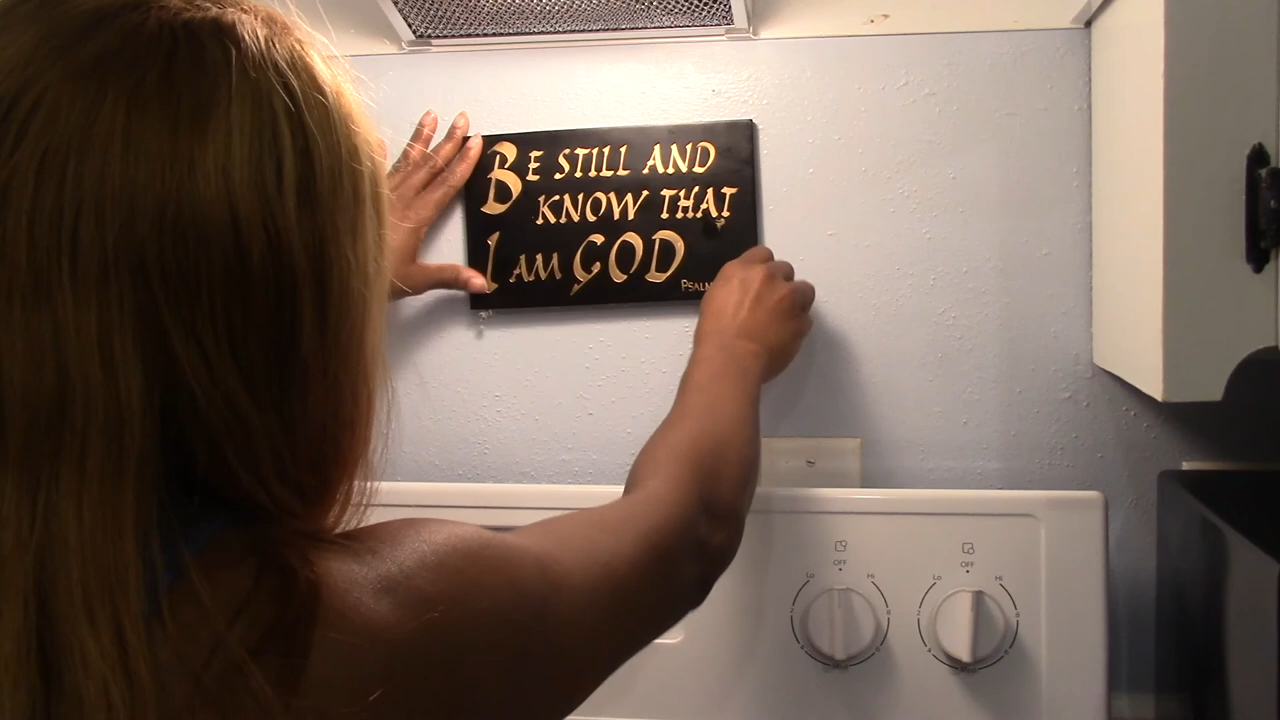 BE STILL AND
KNOW THAT
I AM GOD
OFF
OFF
Lo
Hi
Lo
Hi